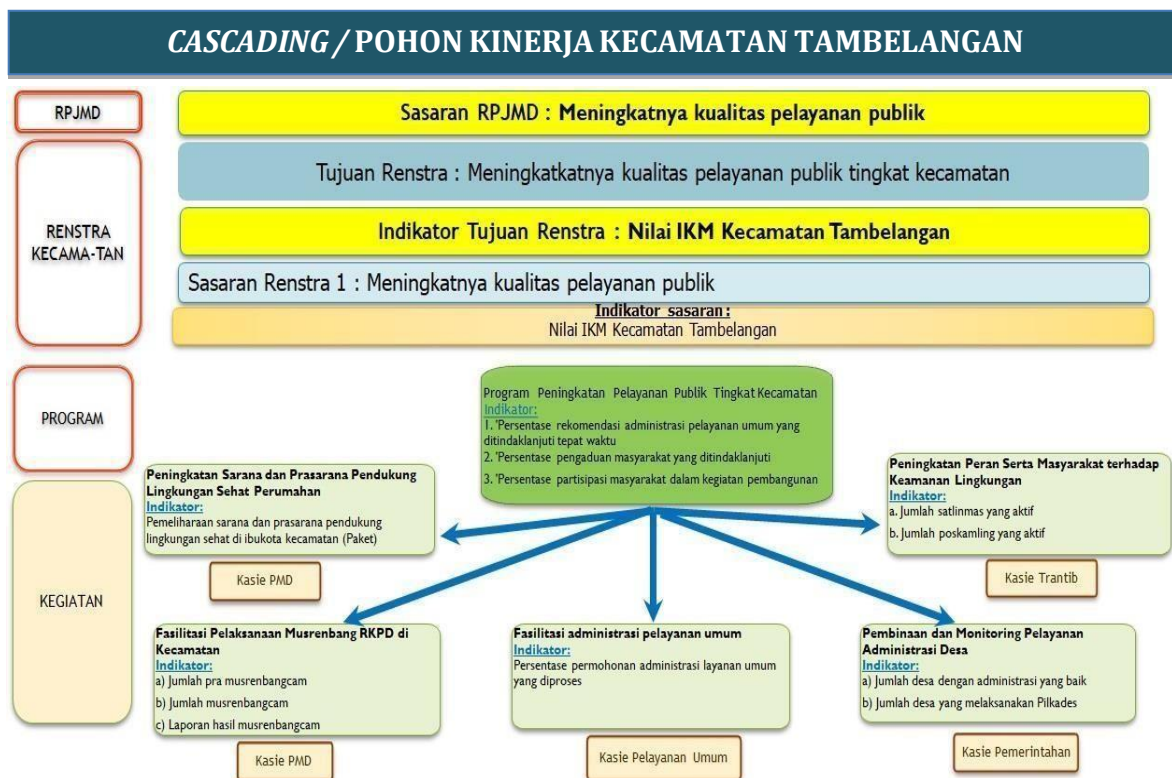 CASCADING / POHON KINERJA KECAMATAN TAMBELANGAN
RPJMD
Sasaran RPJMD : Meningkatnya kualitas pelayanan publik
RENSTRA
KECAMA-TAN
Tujuan Renstra : Meningkatkatnya kualitas pelayanan publik tingkat kecamatan
Indikator Tujuan Renstra : Nilai IKM Kecamatan Tambelangan
Sasaran Renstra 1 : Meningkatnya kualitas pelayanan publik
Indikator sasaran :
Nilai IKM Kecamatan Tambelangan
PROGRAM
Program Peningkatan Pelayanan Publik Tingkat Kecamatan
Indikator:
1. 'Persentase rekomendasi administrasi pelayanan umum yang
ditindaklanjuti tepat waktu
2. 'Persentase pengaduan masyarakat yang ditindaklanjuti
3. 'Persentase partisipasi masyarakat dalam kegiatan pembangunan
KEGIATAN
Peningkatan Sarana dan Prasarana Pendukung
Lingkungan Sehat Perumahan
Indikator:
Pemeliharaan sarana dan prasarana pendukung
lingkungan sehat di ibukota kecamatan (Paket)
Kasie PMD
Peningkatan Peran Serta Masyarakat terhadap
Keamanan Lingkungan
Indikator:
a. Jumlah satlinmas yang aktif
b. Jumlah poskamling yang aktif
Kasie Trantib
Fasilitasi Pelaksanaan Musrenbang RKPD di
Kecamatan
Indikator:
a) Jumlah pra musrenbangcam
b) Jumlah musrenbangcam
c) Laporan hasil musrenbangcam
Kasie PMD
Fasilitasi administrasi pelayanan umum
Indikator:
Persentase permohonan administrasi layanan umum
yang diproses
Kasie Pelayanan Umum
Pembinaan dan Monitoring Pelayanan
Administrasi Desa
Indikator:
a) Jumlah desa dengan administrasi yang baik
b) Jumlah desa yang melaksanakan Pilkades
Kasie Pemerintahan